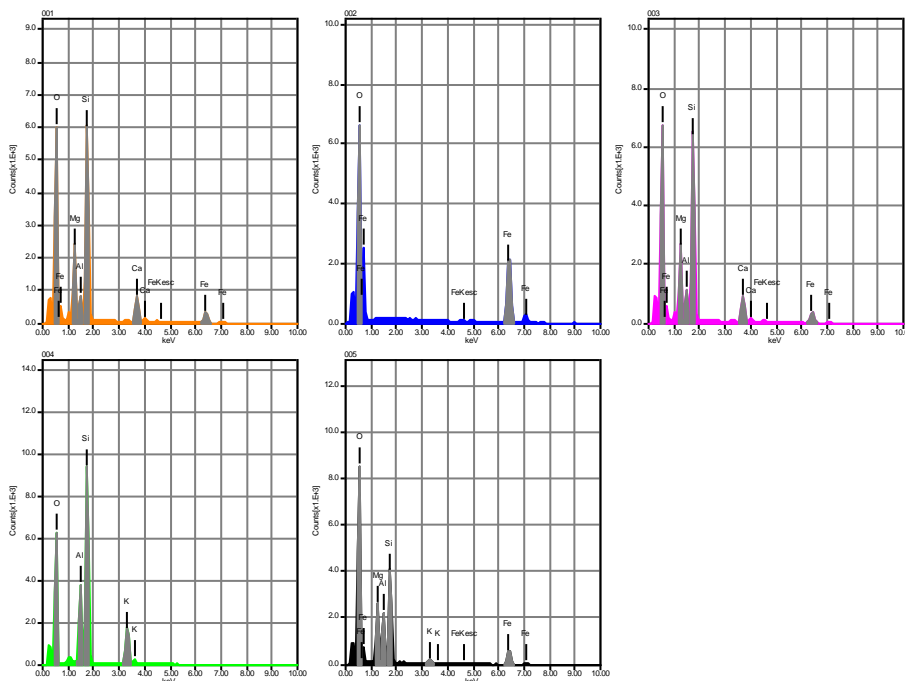 001
9.0
8.0
7.0
6.0
5.0
4.0
3.0
2.0
1.0
0.0
Counts[x1.E+3]
O
Si
Mg
Al
Fe
Fe
Ca
Ca
FeKesc
Fe
Fe
0.00 1.00 2.00 3.00 4.00 5.00 6.00 7.00 8.00 9.00 10.00
keV
002
10.0
8.0
6.0
4.0
2.0
0.0
Counts[x1.E+3]
O
Fe
Fe
FeKesc
Fe
Fe
0.00 1.00 2.00 3.00 4.00 5.00 6.00 7.00 8.00 9.00 10.00
keV
003
10.0
8.0
6.0
4.0
2.0
0.0
Counts[x1.E+3]
O
Si
Mg
Al
Fe
Fe
Ca
Ca
FeKesc
Fe
Fe
0.00 1.00 2.00 3.00 4.00 5.00 6.00 7.00 8.00 9.00 10.0
keV
004
14.0
12.0
10.0
8.0
6.0
4.0
2.0
0.0
Counts[x1.E+3]
Si
O
Al
K
K
0.00 1.00 2.00 3.00 4.00 5.00 6.00 7.00 8.00 9.00 10.00
keV
005
12.0
10.0
8.0
6.0
4.0
2.0
0.0
Counts[x1.E+3]
O
Si
Mg
Al
Fe
Fe
K K
FeKesc
Fe
Fe
0.00 1.00 2.00 3.00 4.00 5.00 6.00 7.00 8.00 9.00 10.00
keV